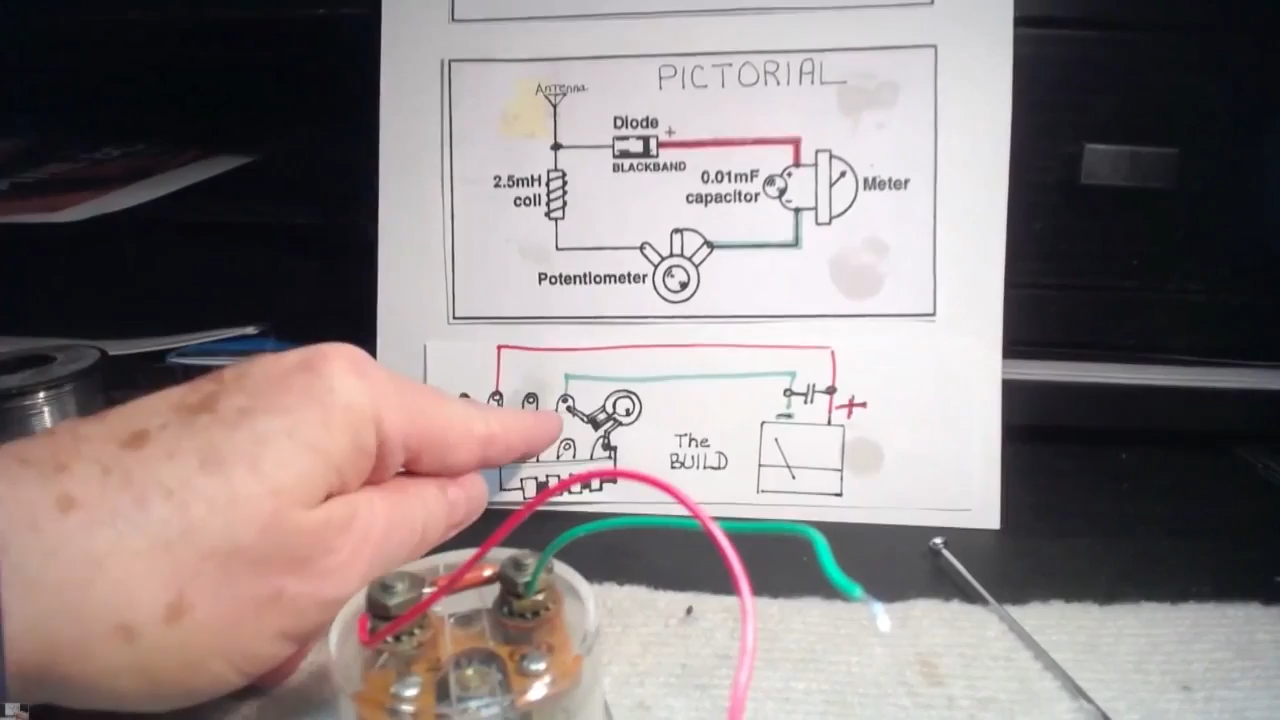 PICTORIAL
Antenna
Diode +
BLACKBAND
2.5mH
coil
0.01mF
capacitor
+
-
Meter
Potentiometer
+
-
The
BUILD